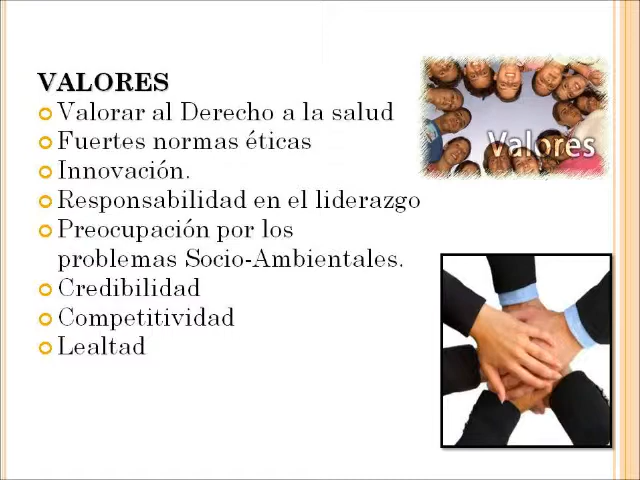 VALORES
Valorar al Derecho a la salud
Fuertes normas éticas
Innovación.
Responsabilidad en el liderazgo
Preocupación por los
problemas Socio-Ambientales.
Credibilidad
Competitividad
Lealtad
Valores